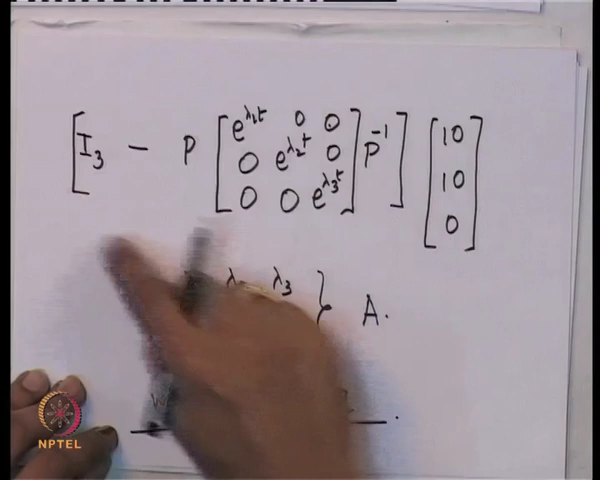 [I₃ - P [e^{λ₁t} 0 0; 0 e^{λ₂t} 0; 0 0 e^{λ₃t}] P^{-1}] [10; 10; 0]
λ₃ } A.
NPTEL